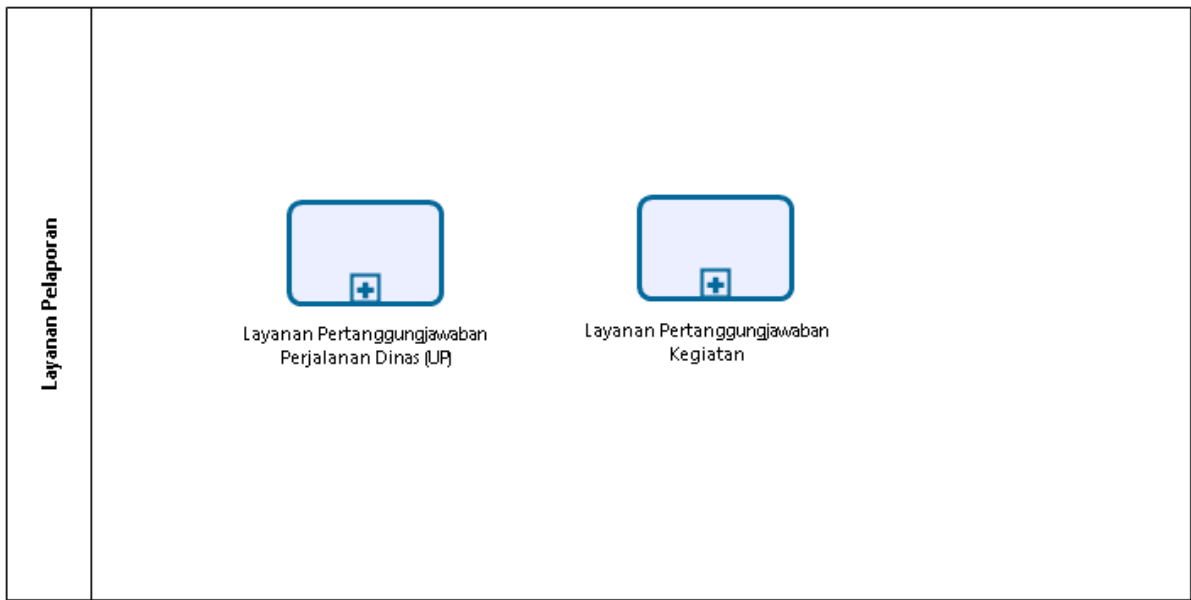 Layanan Pelaporan
Layanan Pertanggungjawaban
Perjalanan Dinas (UP)
Layanan Pertanggungjawaban
Kegiatan